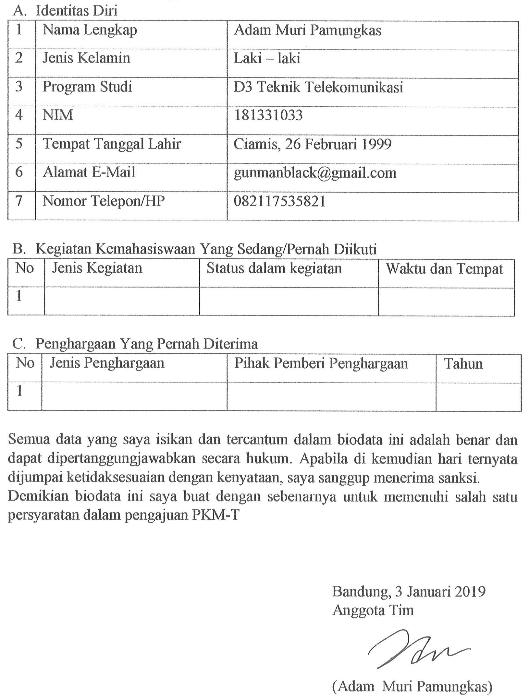 A. Identitas Diri
1 Nama Lengkap Adam Muri Pamungkas
2 Jenis Kelamin Laki – laki
3 Program Studi D3 Teknik Telekomunikasi
4 NIM 181331033
5 Tempat Tanggal Lahir Ciamis, 26 Februari 1999
6 Alamat E-Mail gunmanblack@gmail.com
7 Nomor Telepon/HP 082117535821
B. Kegiatan Kemahasiswaan Yang Sedang/Pernah Diikuti
No Jenis Kegiatan Status dalam kegiatan Waktu dan Tempat
1
C. Penghargaan Yang Pernah Diterima
No Jenis Penghargaan Pihak Pemberi Penghargaan Tahun
1
Semua data yang saya isikan dan tercantum dalam biodata ini adalah benar dan
dapat dipertanggungjawabkan secara hukum. Apabila di kemudian hari ternyata
dijumpai ketidaksesuaian dengan kenyataan, saya sanggup menerima sanksi.
Demikian biodata ini saya buat dengan sebenarnya untuk memenuhi salah satu
persyaratan dalam pengajuan PKM-T
Bandung, 3 Januari 2019
Anggota Tim
(Adam Muri Pamungkas)